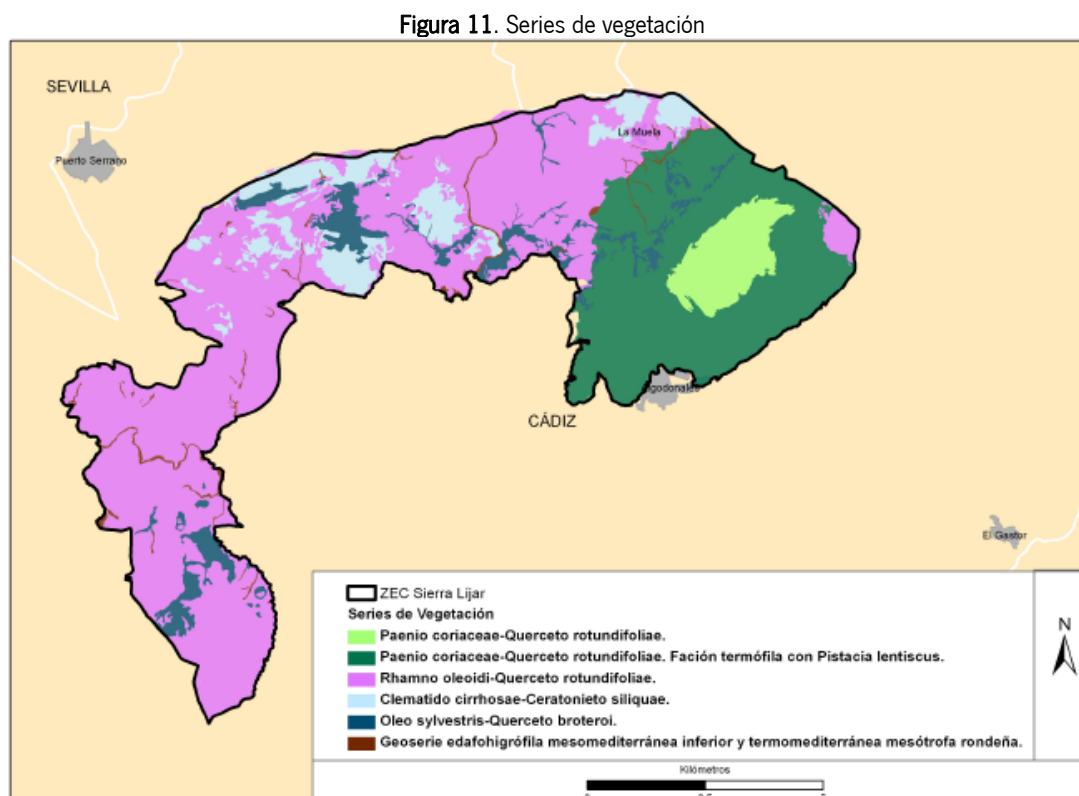 Figura 11. Series de vegetación
SEVILLA
Puerto Serrano
La Muela
CÁDIZ
El Gastor
ZEC Sierra Líjar
Series de Vegetación
Paenio coriaceae-Querceto rotundifoliae.
Paenio coriaceae-Querceto rotundifoliae. Fación termófila con Pistacia lentiscus.
Rhamno oleoidi-Querceto rotundifoliae.
Clematido cirrhosae-Ceratonieto siliquae.
Oleo sylvestris-Querceto broteroi.
Geoserie edafohigrófila mesomediterránea inferior y termomediterránea mesótrofa rondeña.
N
Kilómetros